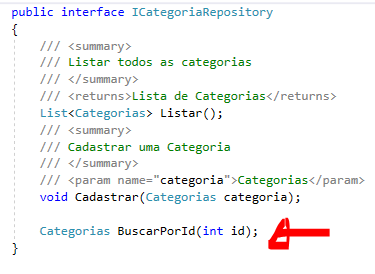 public interface ICategoriaRepository
{
/// <summary>
/// Listar todos as categorias
/// </summary>
/// <returns>Lista de Categorias</returns>
List<Categorias> Listar();
/// <summary>
/// Cadastrar uma Categoria
/// </summary>
/// <param name="categoria">Categorias</param>
void Cadastrar(Categorias categoria);
Categorias BuscarPorId(int id);
}